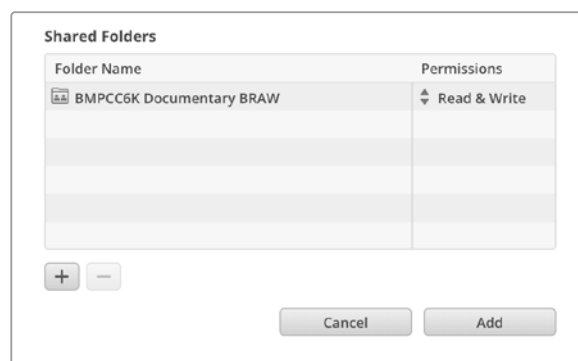 Shared Folders
Folder Name Permissions
BMPCC6K Documentary BRAW Read & Write
+ −
Cancel Add